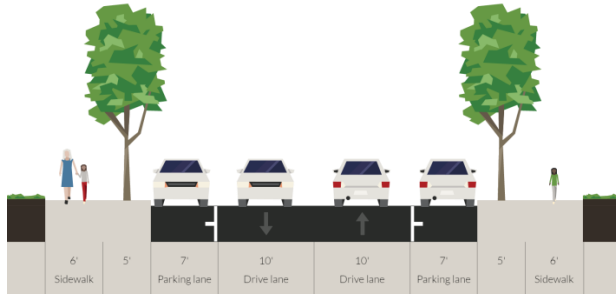 6' 5' 7' 10' 10' 7' 5' 6'
Sidewalk Parking lane Drive lane Drive lane Parking lane Sidewalk